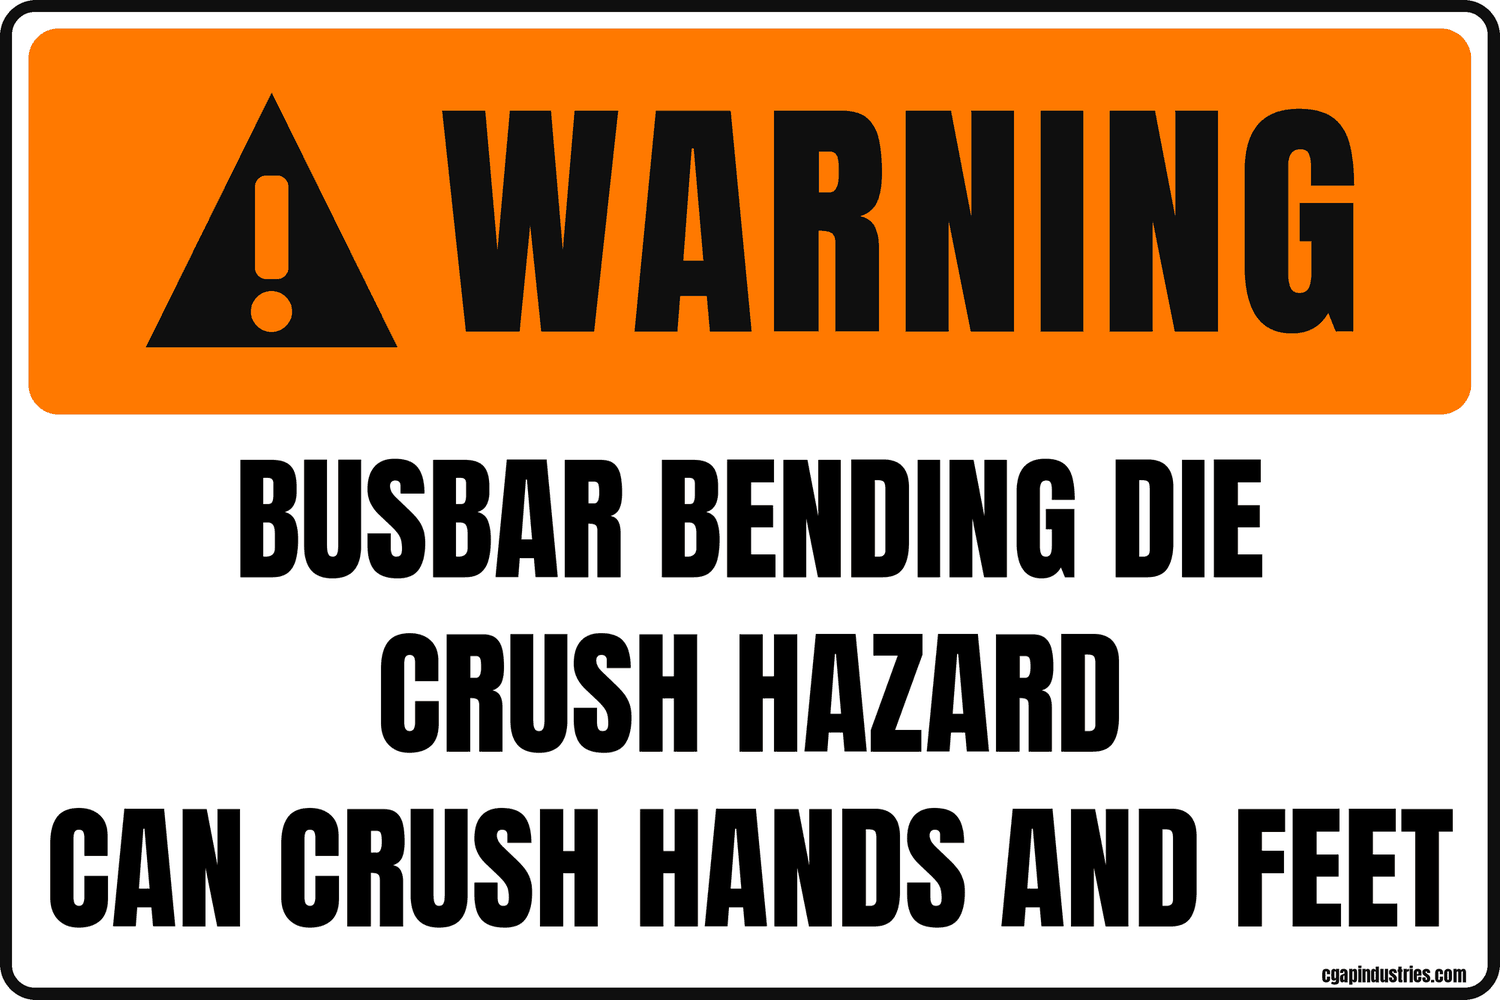 WARNING
BUSBAR BENDING DIE
CRUSH HAZARD
CAN CRUSH HANDS AND FEET
cgapindustries.com